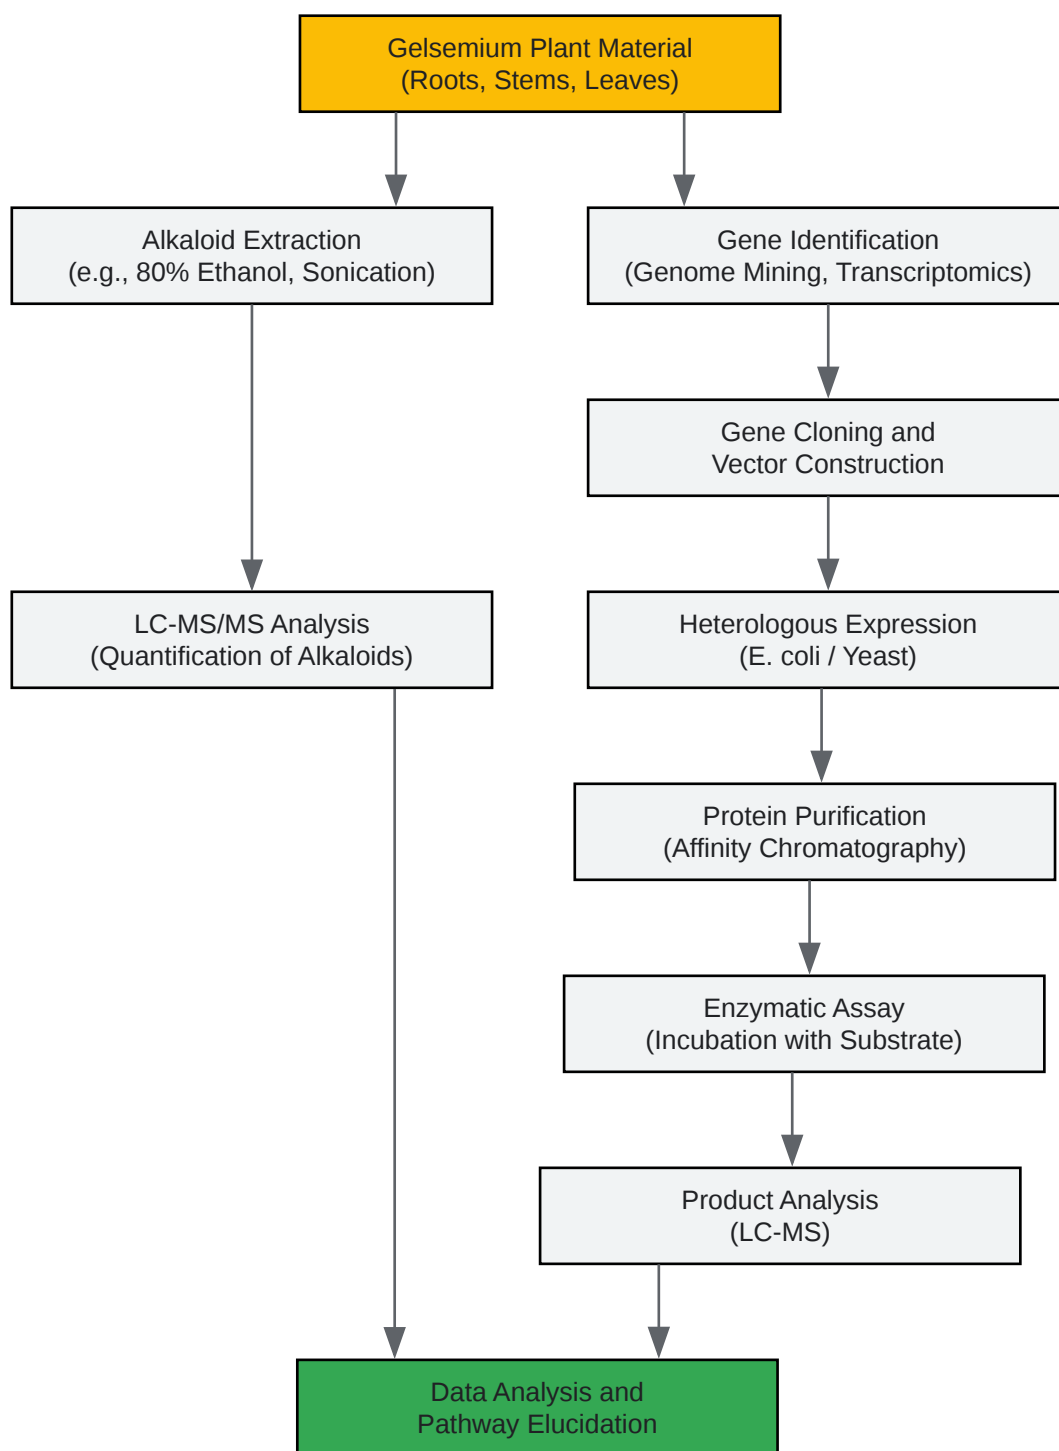 Gelsemium Plant Material
(Roots, Stems, Leaves)
Alkaloid Extraction
(e.g., 80% Ethanol, Sonication)
Gene Identification
(Genome Mining, Transcriptomics)
Gene Cloning and
Vector Construction
LC-MS/MS Analysis
(Quantification of Alkaloids)
Heterologous Expression
(E. coli / Yeast)
Protein Purification
(Affinity Chromatography)
Enzymatic Assay
(Incubation with Substrate)
Product Analysis
(LC-MS)
Data Analysis and
Pathway Elucidation